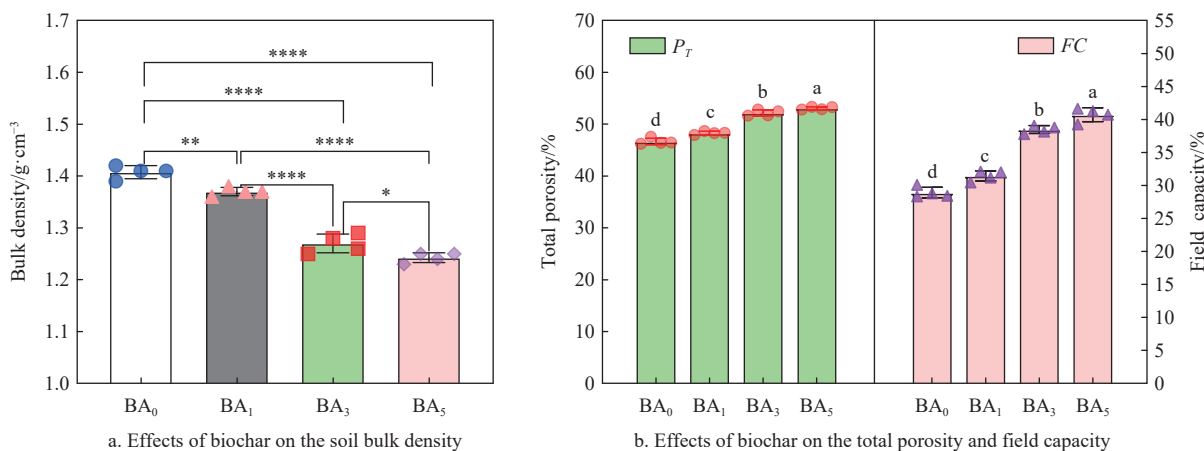 1.7
1.6
1.5
1.4
1.3
1.2
1.1
1.0
Bulk density/g·cm⁻³
****
****
**
****
****
*
BA₀ BA₁ BA₃ BA₅
a. Effects of biochar on the soil bulk density
70
60
50
40
30
20
10
0
Total porosity/%
P_T
d c b a
BA₀ BA₁ BA₃ BA₅
FC
d c b a
BA₀ BA₁ BA₃ BA₅
55
50
45
40
35
30
25
20
15
10
5
0
Field capacity/%
b. Effects of biochar on the total porosity and field capacity